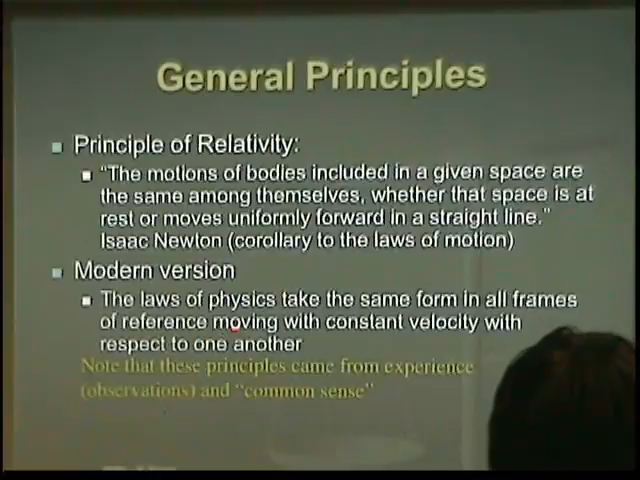 General Principles
Principle of Relativity:
"The motions of bodies included in a given space are
the same among themselves, whether that space is at
rest or moves uniformly forward in a straight line."
Isaac Newton (corollary to the laws of motion)
Modern version
The laws of physics take the same form in all frames
of reference moving with constant velocity with
respect to one another
Note that these principles came from experience
(observations) and "common sense"